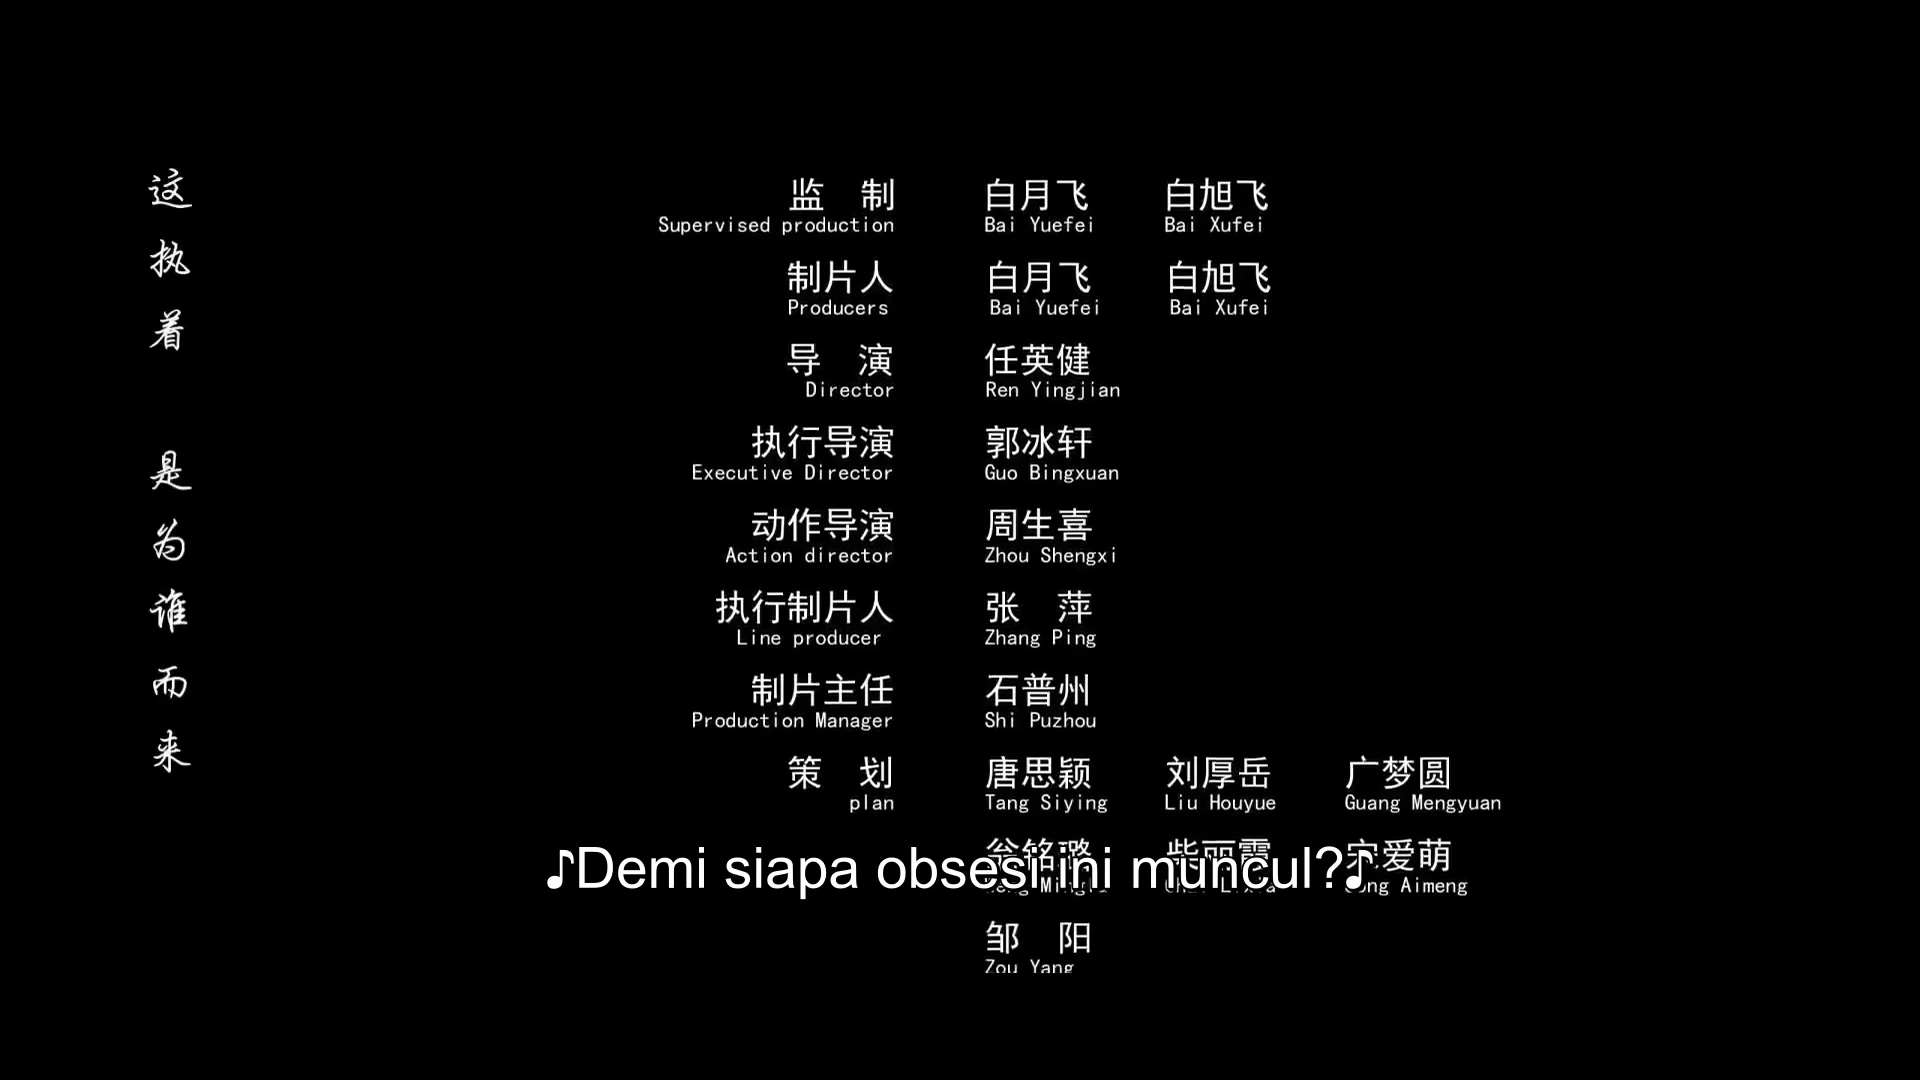 这执着 是为谁而来
监 制 白月飞 白旭飞
Supervised production Bai Yuefei Bai Xufei
制片人 白月飞 白旭飞
Producers Bai Yuefei Bai Xufei
导 演 任英健
Director Ren Yingjian
执行导演 郭冰轩
Executive Director Guo Bingxuan
动作导演 周生喜
Action director Zhou Shengxi
执行制片人 张 萍
Line producer Zhang Ping
制片主任 石普州
Production Manager Shi Puzhou
策 划 唐思颖 刘厚岳 广梦圆
plan Tang Siying Liu Houyue Guang Mengyuan
爱萌
Aimeng
♪Demi siapa obsesi ini muncul?♪
邹 阳
Zou Yang